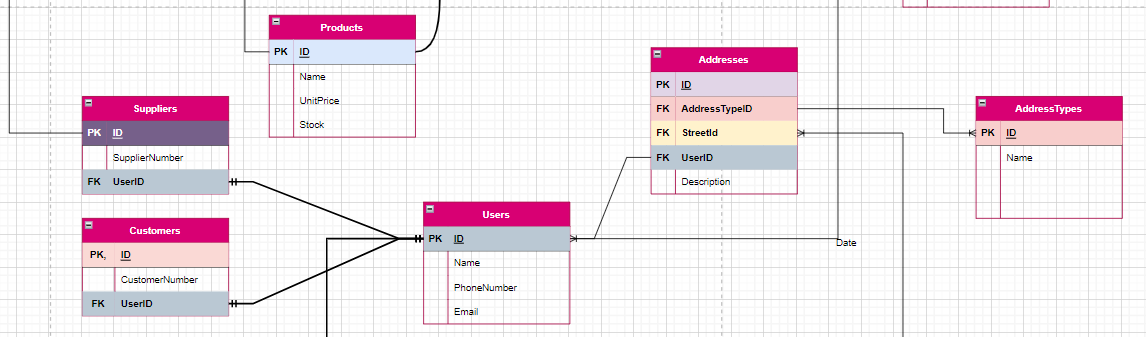 Products
PK ID
Name
UnitPrice
Stock
Addresses
PK ID
FK AddressTypeID
FK StreetId
FK UserID
Description
AddressTypes
PK ID
Name
Suppliers
PK ID
SupplierNumber
FK UserID
Customers
PK, ID
CustomerNumber
FK UserID
Users
PK ID
Name
PhoneNumber
Email
Date